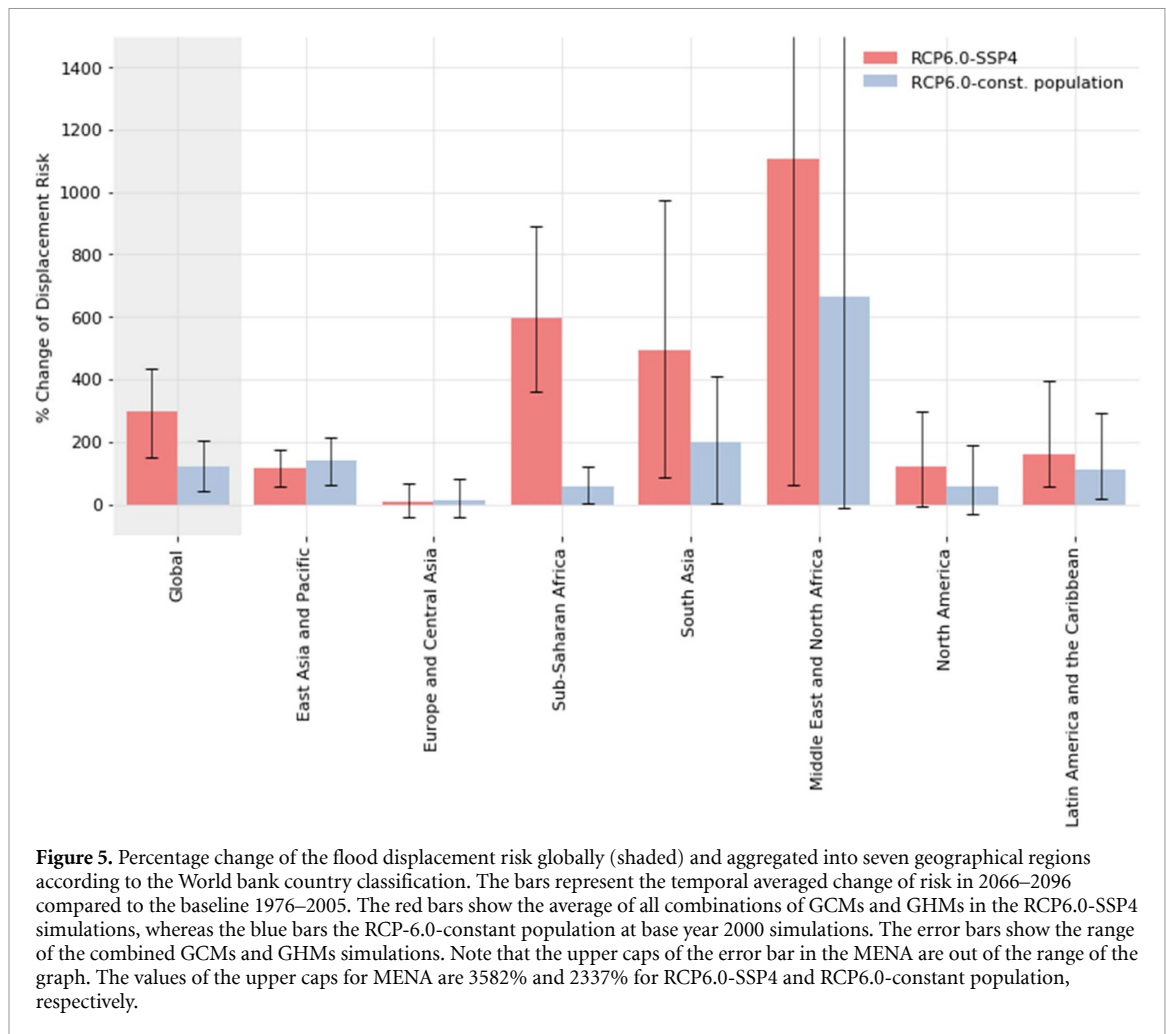 RCP6.0-SSP4
RCP6.0-const. population
% Change of Displacement Risk
1400
1200
1000
800
600
400
200
0
Global
East Asia and Pacific
Europe and Central Asia
Sub-Saharan Africa
South Asia
Middle East and North Africa
North America
Latin America and the Caribbean
Figure 5. Percentage change of the flood displacement risk globally (shaded) and aggregated into seven geographical regions
according to the World bank country classification. The bars represent the temporal averaged change of risk in 2066–2096
compared to the baseline 1976–2005. The red bars show the average of all combinations of GCMs and GHMs in the RCP6.0-SSP4
simulations, whereas the blue bars the RCP-6.0-constant population at base year 2000 simulations. The error bars show the range
of the combined GCMs and GHMs simulations. Note that the upper caps of the error bar in the MENA are out of the range of the
graph. The values of the upper caps for MENA are 3582% and 2337% for RCP6.0-SSP4 and RCP6.0-constant population,
respectively.